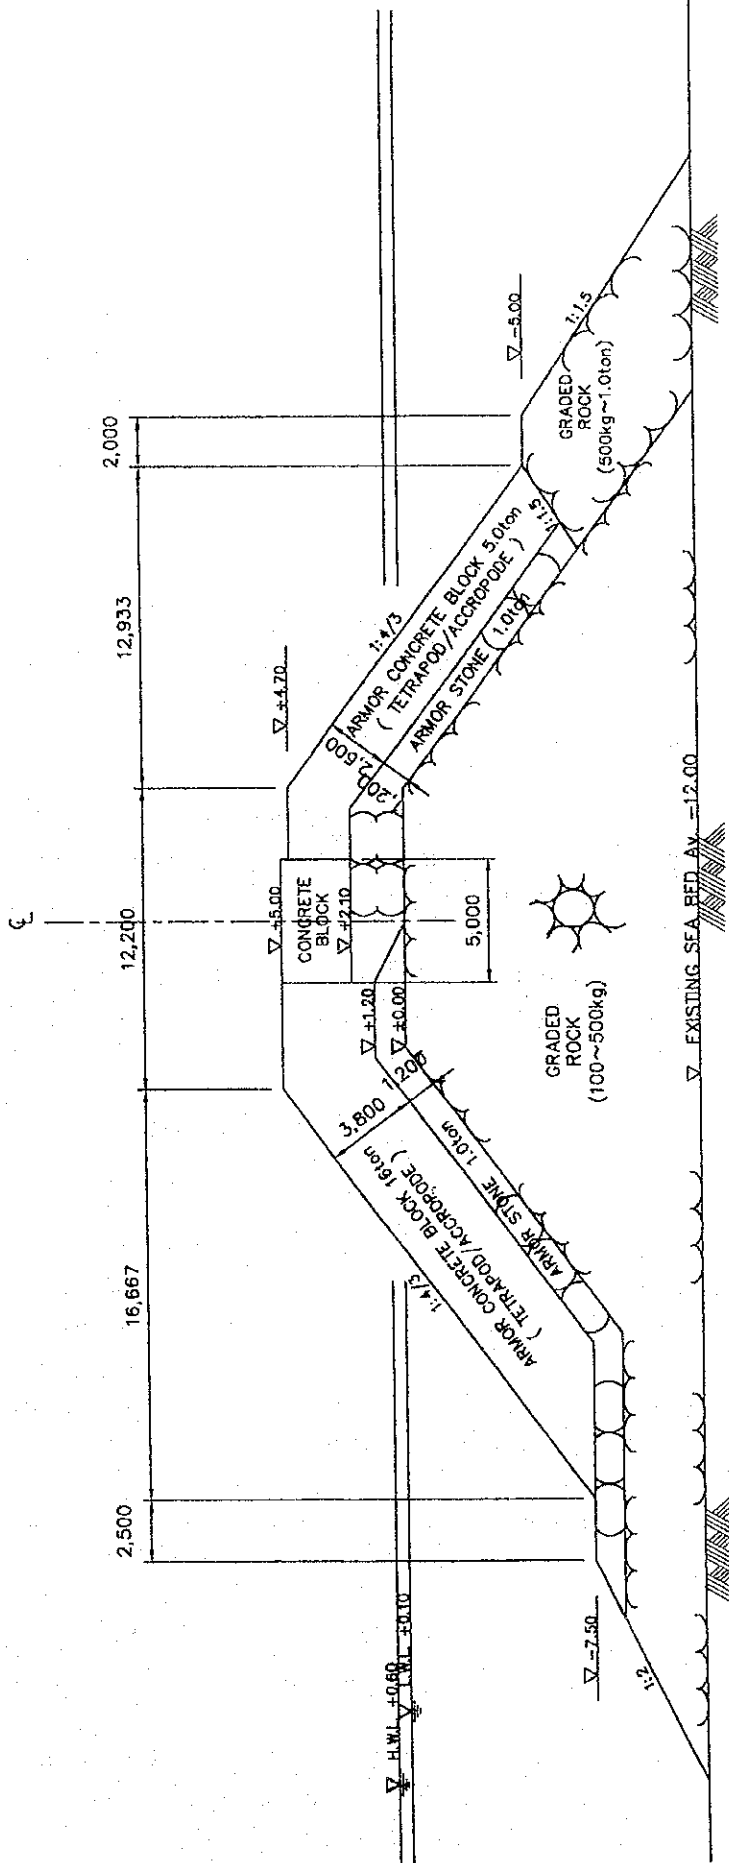 ℄
2,500
16,667
12,200
12,933
2,000
▽ H.W.L +0.60
▽ L.W.L +0.10
▽ -7.50
1:2
1:4/3
ARMOR CONCRETE BLOCK 16ton
( TETRAPOD/ACCROPODE )
3,800
1,200
ARMOR STONE 1.0ton
▽ +5.00
CONCRETE
BLOCK
▽ +2.10
▽ +1.20
▽ ±0.00
5,000
▽ +4.70
1:4/3
2,600
ARMOR CONCRETE BLOCK 5.0ton
( TETRAPOD/ACCROPODE )
ARMOR STONE ( 1.0ton
1:1.5
▽ -5.00
1:1.5
GRADED
ROCK
(500kg~1.0ton)
GRADED
ROCK
(100~500kg)
▽ EXISTING SEA BED AV. -12.00